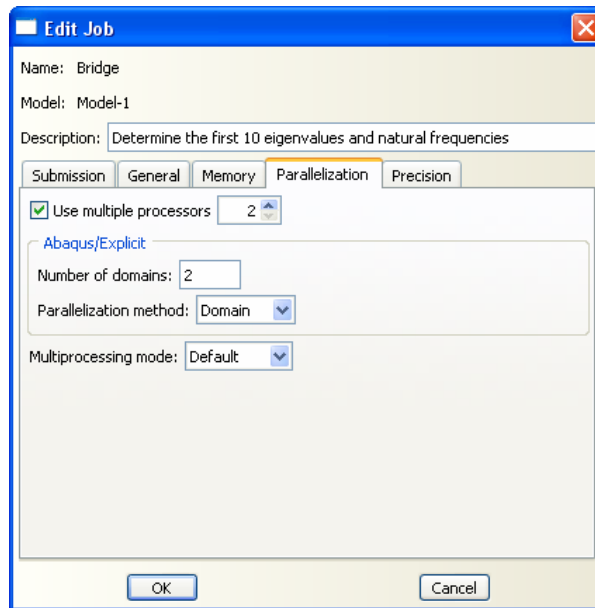 Edit Job
Name: Bridge
Model: Model-1
Description: Determine the first 10 eigenvalues and natural frequencies
Submission General Memory Parallelization Precision
Use multiple processors 2
Abaqus/Explicit
Number of domains: 2
Parallelization method: Domain
Multiprocessing mode: Default
OK Cancel